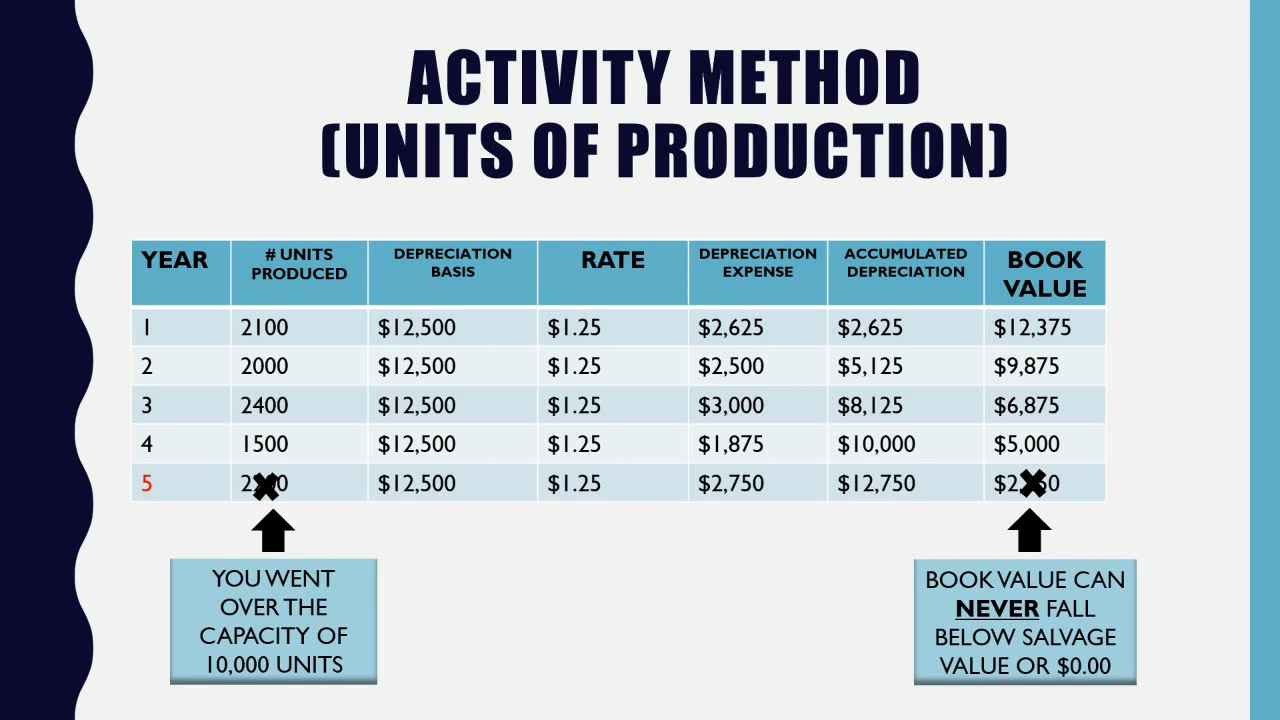 ACTIVITY METHOD
(UNITS OF PRODUCTION)
YEAR # UNITS PRODUCED DEPRECIATION BASIS RATE DEPRECIATION EXPENSE ACCUMULATED DEPRECIATION BOOK VALUE
1 2100 $12,500 $1.25 $2,625 $2,625 $12,375
2 2000 $12,500 $1.25 $2,500 $5,125 $9,875
3 2400 $12,500 $1.25 $3,000 $8,125 $6,875
4 1500 $12,500 $1.25 $1,875 $10,000 $5,000
5 $12,500 $1.25 $2,750 $12,750
YOU WENT
OVER THE
CAPACITY OF
10,000 UNITS
BOOK VALUE CAN
NEVER FALL
BELOW SALVAGE
VALUE OR $0.00